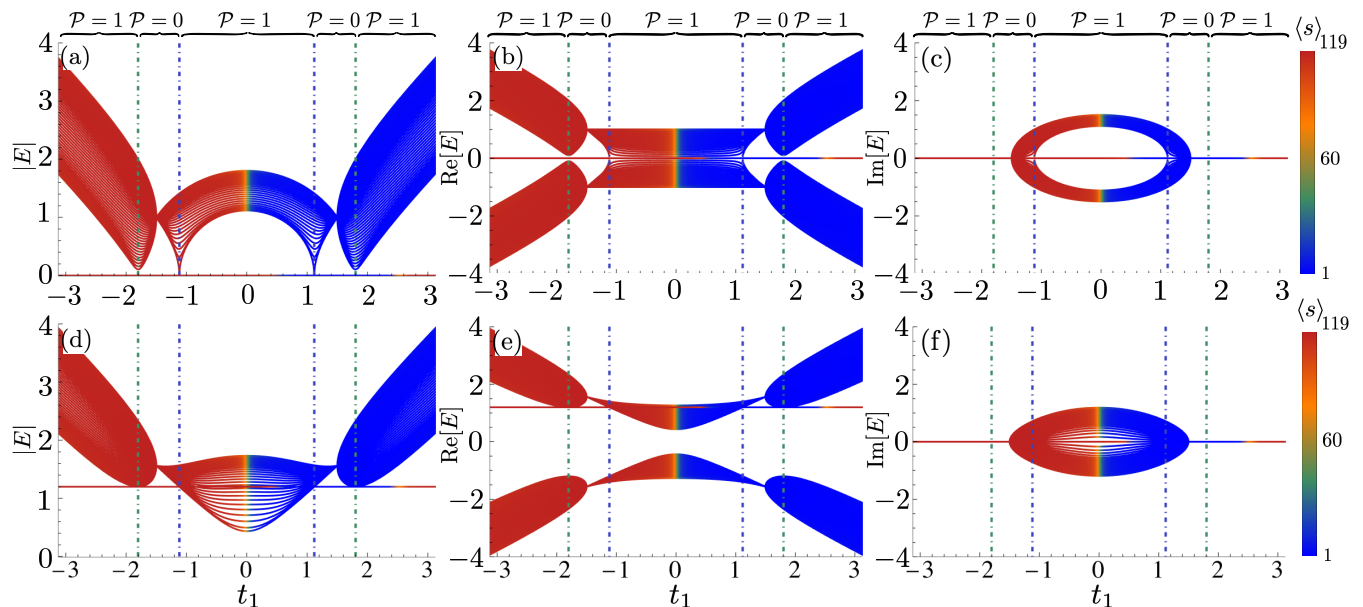 𝒫 = 1 𝒫 = 0 𝒫 = 1 𝒫 = 0 𝒫 = 1
𝒫 = 1 𝒫 = 0 𝒫 = 1 𝒫 = 0 𝒫 = 1
𝒫 = 1 𝒫 = 0 𝒫 = 1 𝒫 = 0 𝒫 = 1
(a)
|E|
4
3
2
1
0
−3 −2 −1 0 1 2 3
(b)
Re[E]
4
2
0
−2
−4
−3 −2 −1 0 1 2 3
(c)
Im[E]
4
2
0
−2
−4
−3 −2 −1 0 1 2 3
⟨s⟩
119
60
1
(d)
|E|
4
3
2
1
0
−3 −2 −1 0 1 2 3
t₁
(e)
Re[E]
4
2
0
−2
−4
−3 −2 −1 0 1 2 3
t₁
(f)
Im[E]
4
2
0
−2
−4
−3 −2 −1 0 1 2 3
t₁
⟨s⟩
119
60
1